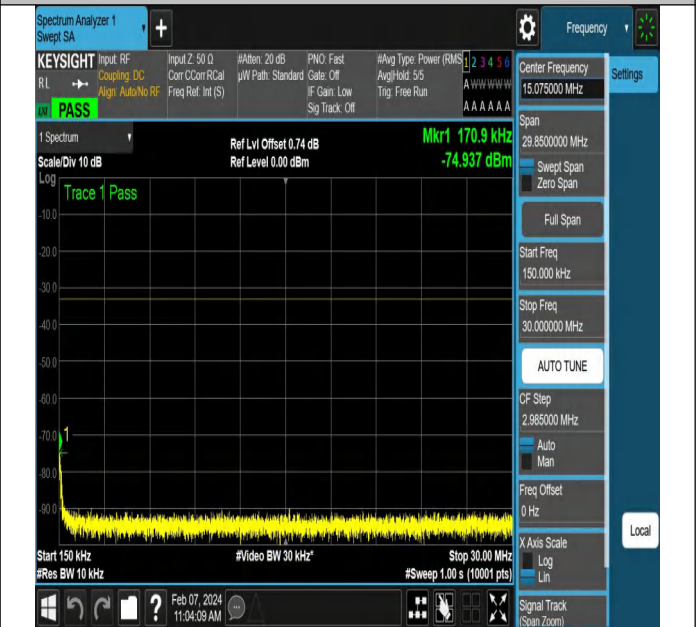 Spectrum Analyzer 1
Swept SA
+
Frequency
KEYSIGHT
Input: RF
Coupling: DC
Align: Auto/No RF
Input Z: 50 Ω
Corr CCorr RCal
Freq Ref: Int (S)
#Atten: 20 dB
µW Path: Standard
PNO: Fast
Gate: Off
IF Gain: Low
Sig Track: Off
#Avg Type: Power (RMS
Avg|Hold: 5/5
Trig: Free Run
1 2 3 4 5 6
A W W W W W
A A A A A A
RL
PASS
1 Spectrum
Scale/Div 10 dB
Ref Lvl Offset 0.74 dB
Ref Level 0.00 dBm
Mkr1 170.9 kHz
-74.937 dBm
Log
Trace 1 Pass
-10.0
-20.0
-30.0
-40.0
-50.0
-60.0
-70.0
1
-80.0
-90.0
Start 150 kHz
#Res BW 10 kHz
#Video BW 30 kHz*
Stop 30.00 MHz
#Sweep 1.00 s (10001 pts)
?
Feb 07, 2024
11:04:09 AM
Center Frequency
15.075000 MHz
Settings
Span
29.8500000 MHz
Swept Span
Zero Span
Full Span
Start Freq
150.000 kHz
Stop Freq
30.000000 MHz
AUTO TUNE
CF Step
2.985000 MHz
Auto
Man
Freq Offset
0 Hz
X Axis Scale
Log
Lin
Local
Signal Track
(Span Zoom)